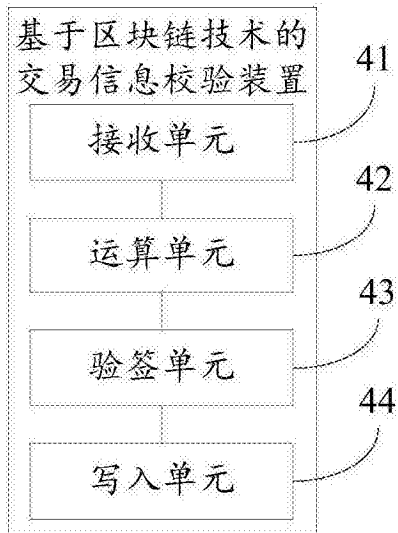 基于区块链技术的
交易信息校验装置
41
接收单元
42
运算单元
43
验签单元
44
写入单元